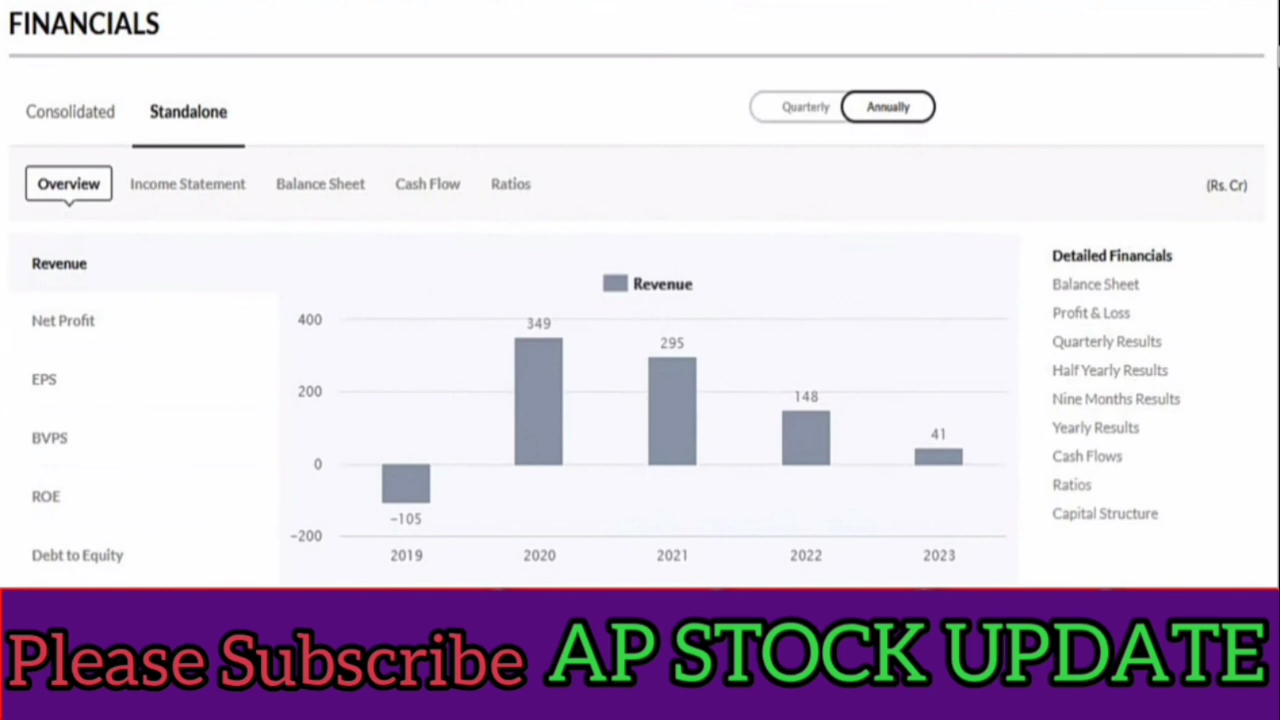 FINANCIALS
Consolidated Standalone Quarterly Annually
Overview Income Statement Balance Sheet Cash Flow Ratios (Rs. Cr)
Revenue
Net Profit
EPS
BVPS
ROE
Debt to Equity
Revenue
400
200
0
-200
349
295
148
41
-105
2019 2020 2021 2022 2023
Detailed Financials
Balance Sheet
Profit & Loss
Quarterly Results
Half Yearly Results
Nine Months Results
Yearly Results
Cash Flows
Ratios
Capital Structure
Please Subscribe AP STOCK UPDATE